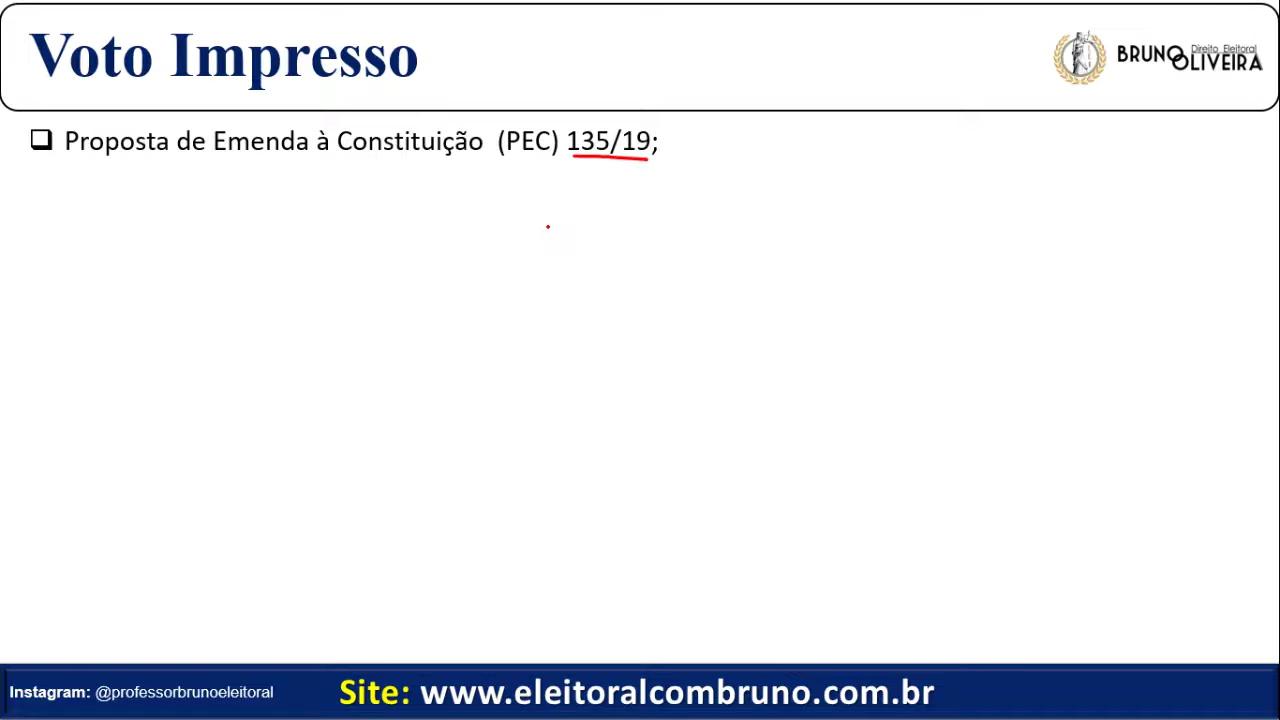 Voto Impresso
Direito Eleitoral
BRUNO OLIVEIRA
❑ Proposta de Emenda à Constituição (PEC) 135/19;
Instagram: @professorbrunoeleitoral
Site: www.eleitoralcombruno.com.br